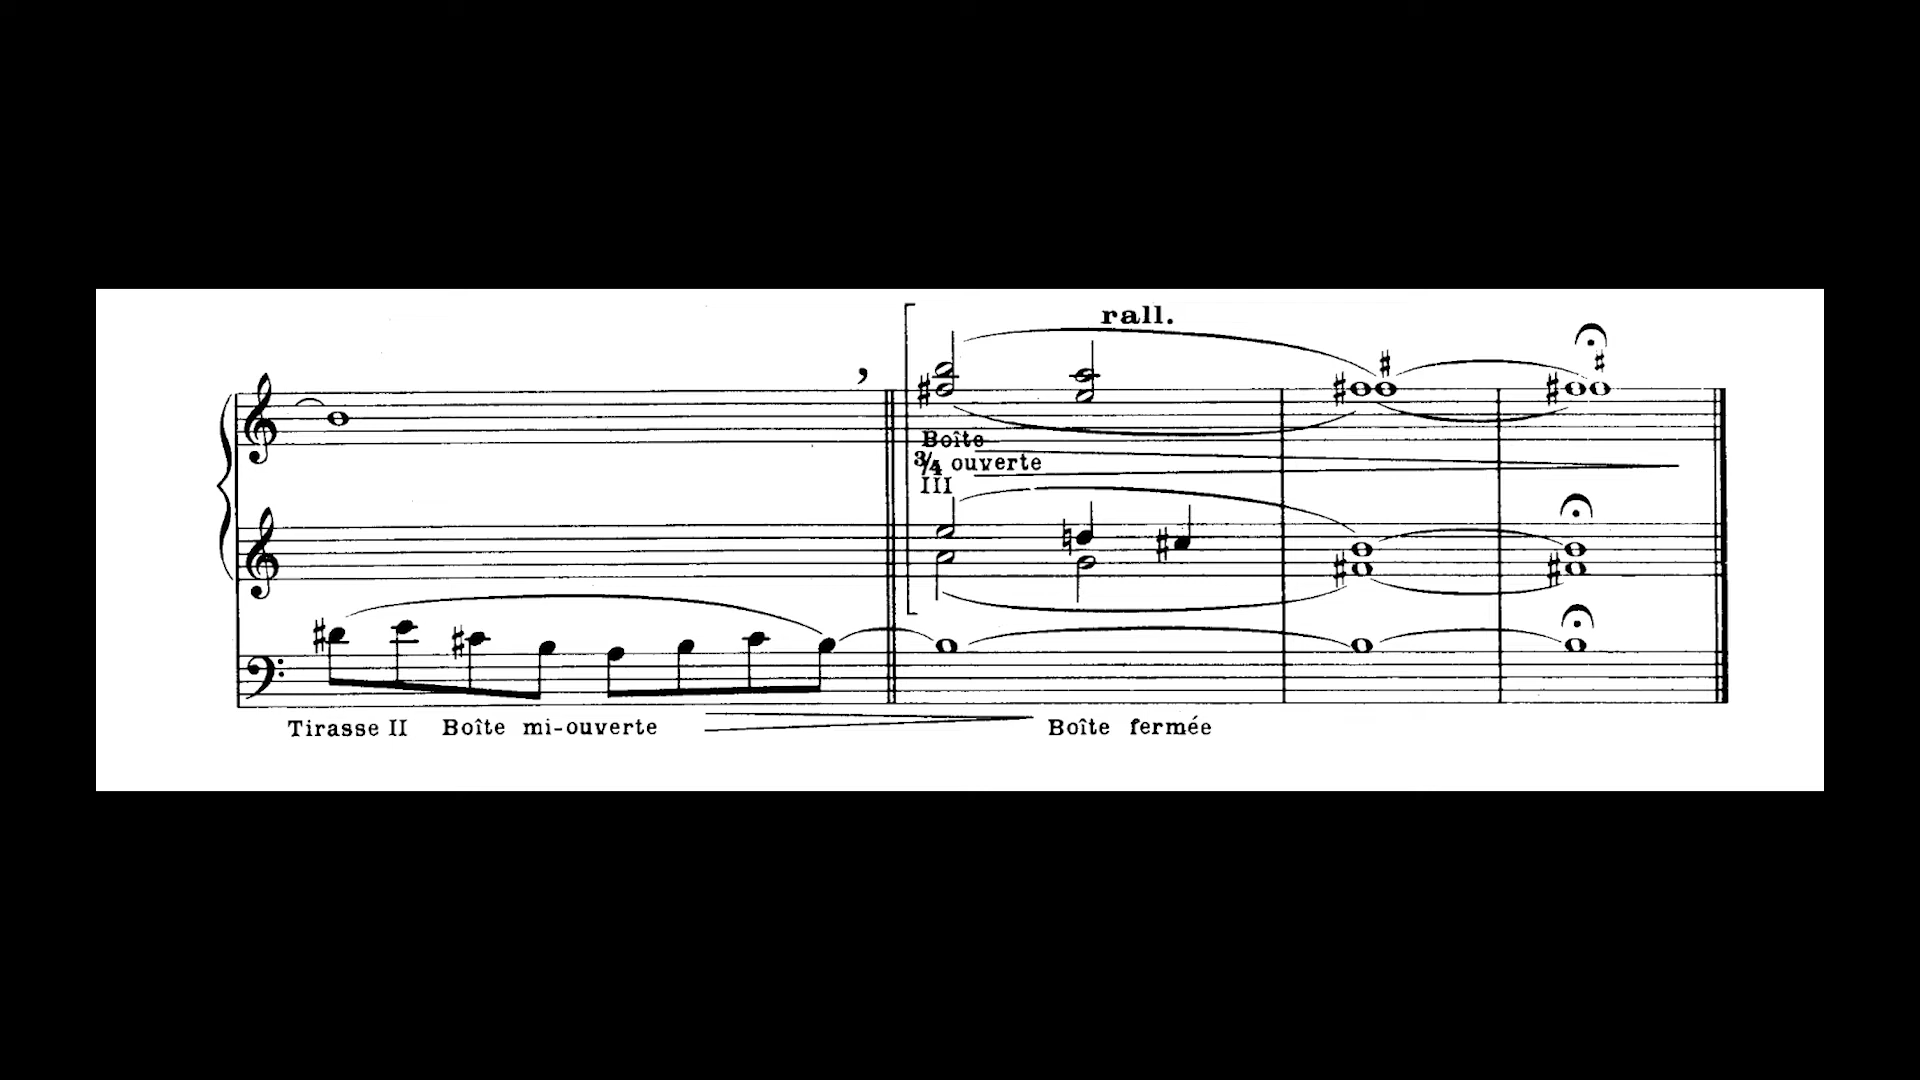 rall.
Boîte
3/4 ouverte
III
Tirasse II Boîte mi-ouverte
Boîte fermée